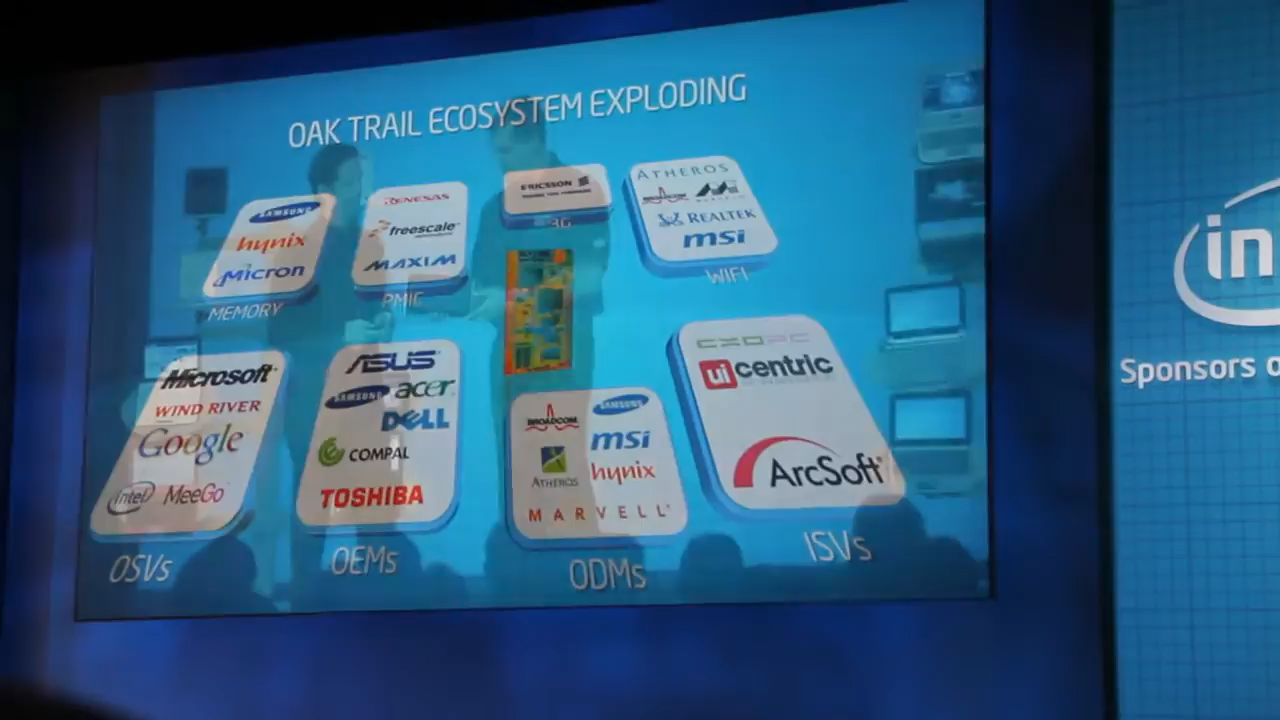 OAK TRAIL ECOSYSTEM EXPLODING
SAMSUNG
hynix
Micron
MEMORY
RENESAS
freescale
MAXIM
PMIC
ERICSSON
3G
ATHEROS
REALTEK
msi
WIFI
Microsoft
WIND RIVER
Google
intel MeeGo
OSVs
ASUS
SAMSUNG acer
DELL
COMPAL
TOSHIBA
OEMs
BROADCOM SAMSUNG
msi
ATHEROS hynix
MARVELL
ODMs
EXOPC
uicentric
ArcSoft
ISVs
in
Sponsors o